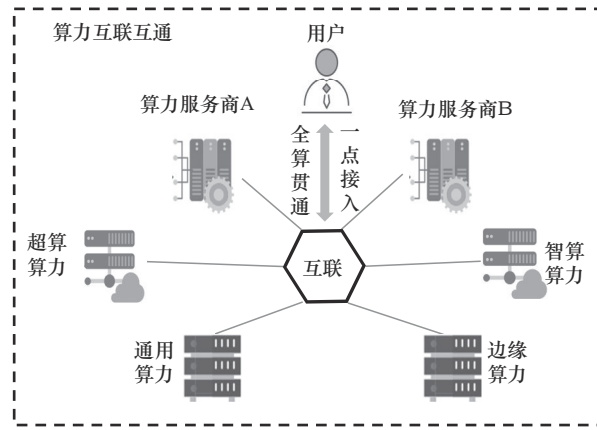 算力互联互通
用户
算力服务商A
算力服务商B
全算贯通
一点接入
超算
算力
互联
智算
算力
通用
算力
边缘
算力